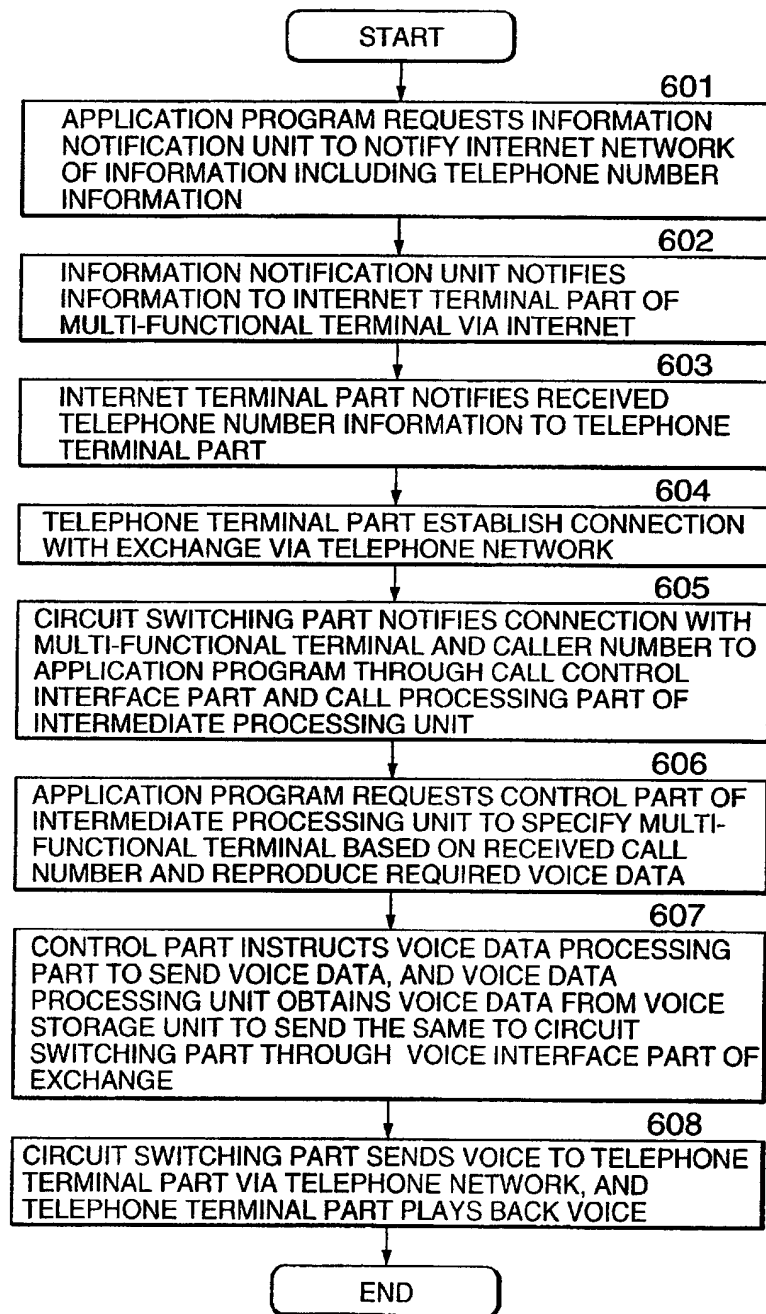 START
601
APPLICATION PROGRAM REQUESTS INFORMATION
NOTIFICATION UNIT TO NOTIFY INTERNET NETWORK
OF INFORMATION INCLUDING TELEPHONE NUMBER
INFORMATION
602
INFORMATION NOTIFICATION UNIT NOTIFIES
INFORMATION TO INTERNET TERMINAL PART OF
MULTI-FUNCTIONAL TERMINAL VIA INTERNET
603
INTERNET TERMINAL PART NOTIFIES RECEIVED
TELEPHONE NUMBER INFORMATION TO TELEPHONE
TERMINAL PART
604
TELEPHONE TERMINAL PART ESTABLISH CONNECTION
WITH EXCHANGE VIA TELEPHONE NETWORK
605
CIRCUIT SWITCHING PART NOTIFIES CONNECTION WITH
MULTI-FUNCTIONAL TERMINAL AND CALLER NUMBER TO
APPLICATION PROGRAM THROUGH CALL CONTROL
INTERFACE PART AND CALL PROCESSING PART OF
INTERMEDIATE PROCESSING UNIT
606
APPLICATION PROGRAM REQUESTS CONTROL PART OF
INTERMEDIATE PROCESSING UNIT TO SPECIFY MULTI-
FUNCTIONAL TERMINAL BASED ON RECEIVED CALL
NUMBER AND REPRODUCE REQUIRED VOICE DATA
607
CONTROL PART INSTRUCTS VOICE DATA PROCESSING
PART TO SEND VOICE DATA, AND VOICE DATA
PROCESSING UNIT OBTAINS VOICE DATA FROM VOICE
STORAGE UNIT TO SEND THE SAME TO CIRCUIT
SWITCHING PART THROUGH VOICE INTERFACE PART OF
EXCHANGE
608
CIRCUIT SWITCHING PART SENDS VOICE TO TELEPHONE
TERMINAL PART VIA TELEPHONE NETWORK, AND
TELEPHONE TERMINAL PART PLAYS BACK VOICE
END